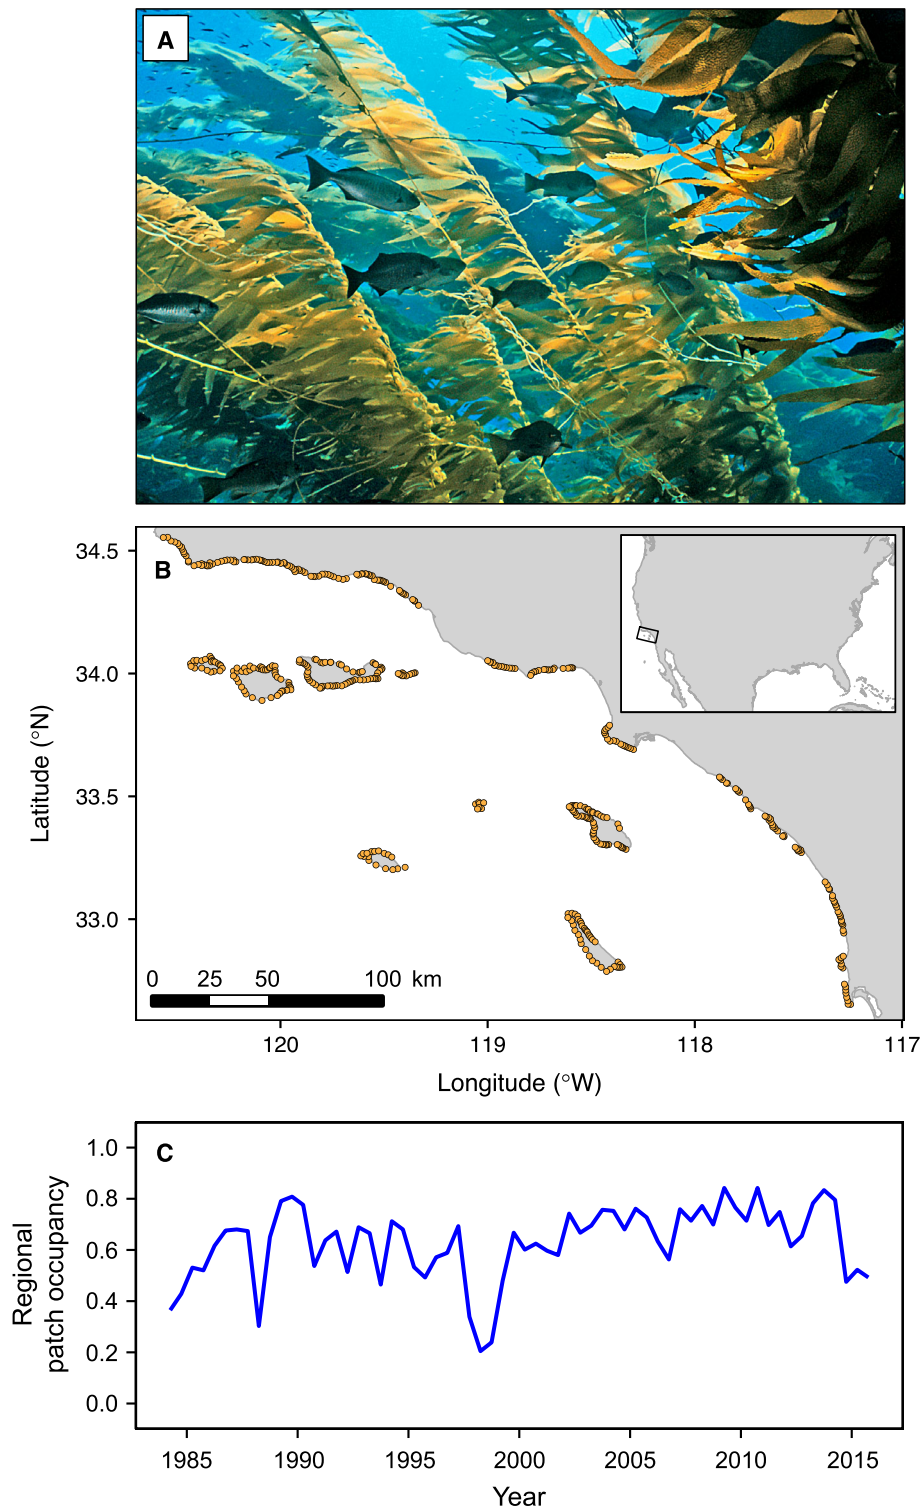 A
B
34.5
34.0
33.5
33.0
Latitude (°N)
0 25 50 100 km
120 119 118 117
Longitude (°W)
C
1.0
0.8
0.6
0.4
0.2
0.0
Regional
patch occupancy
1985 1990 1995 2000 2005 2010 2015
Year